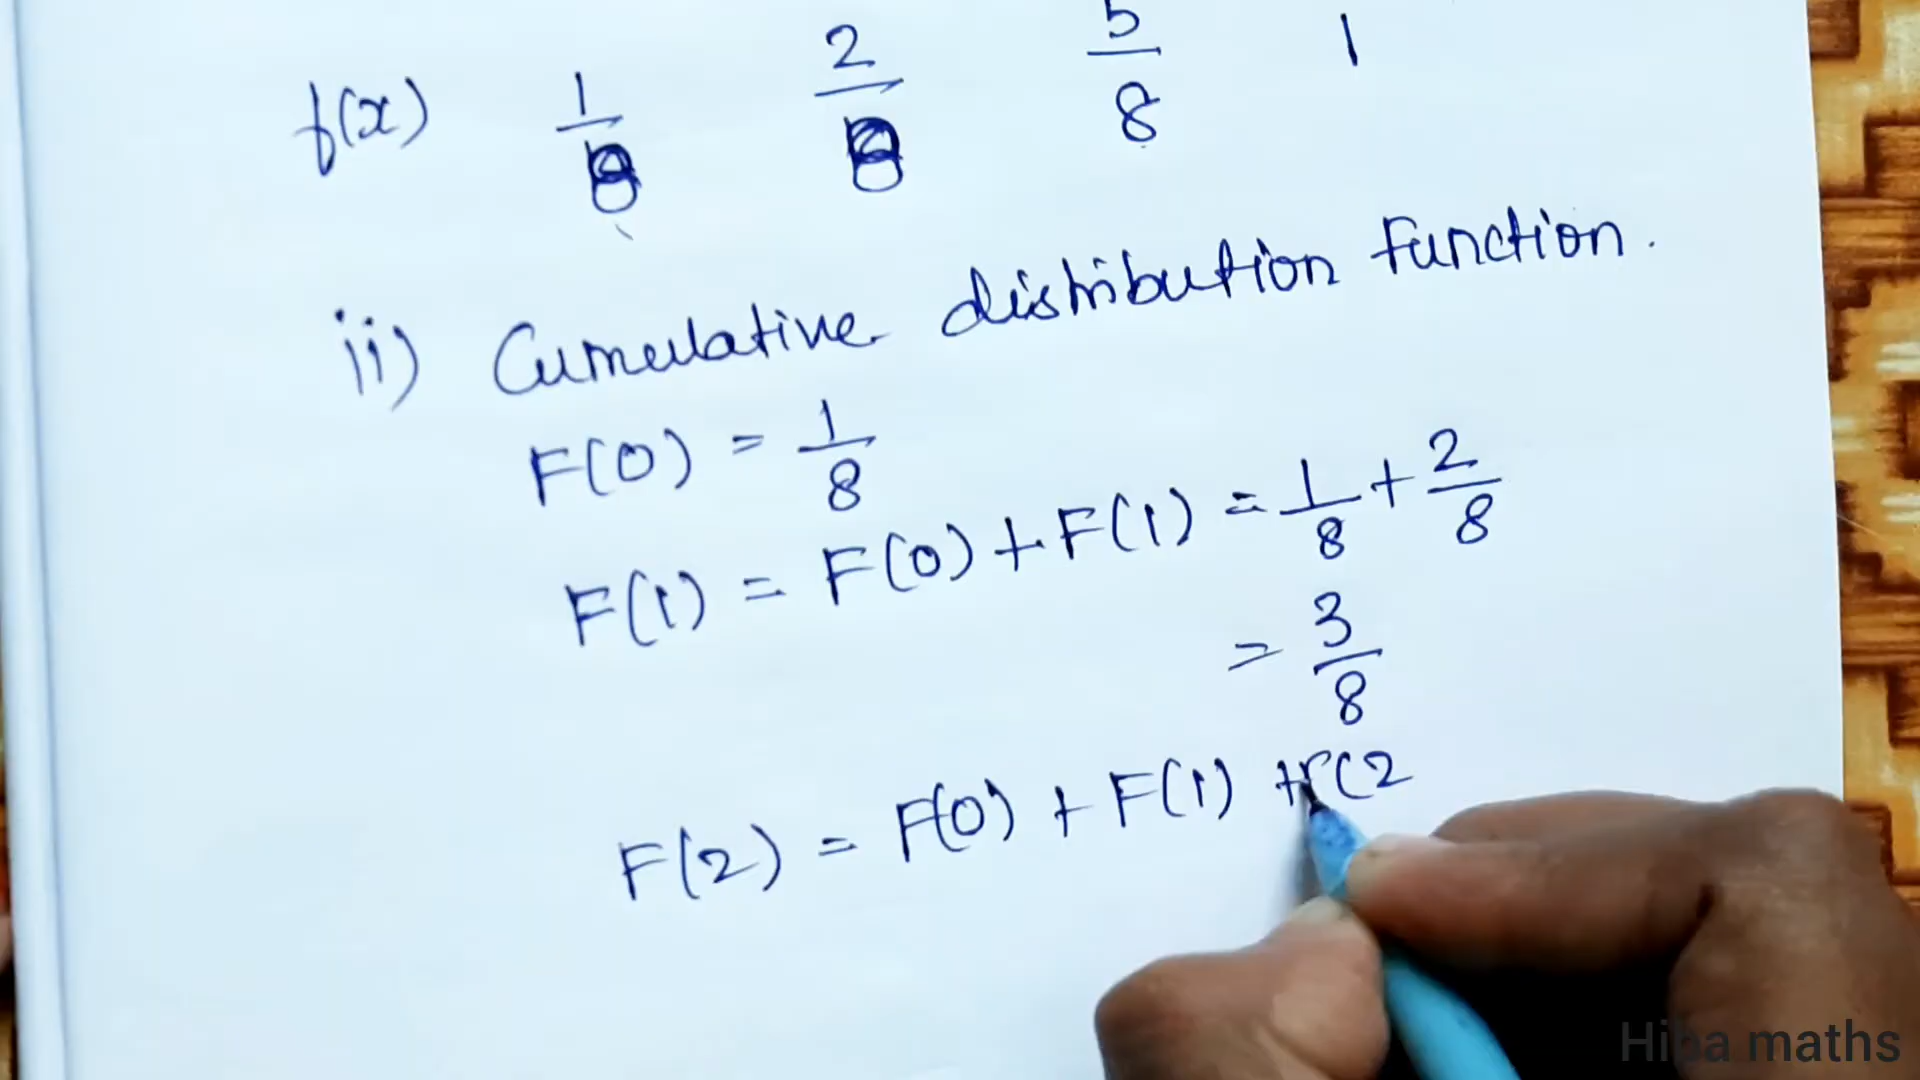 f(x) 1/8 2/8 5/8 1
ii) Cumulative distribution function.
F(0) = 1/8
F(1) = F(0) + F(1) = 1/8 + 2/8
= 3/8
F(2) = F(0) + F(1) + F(2
Hiba maths